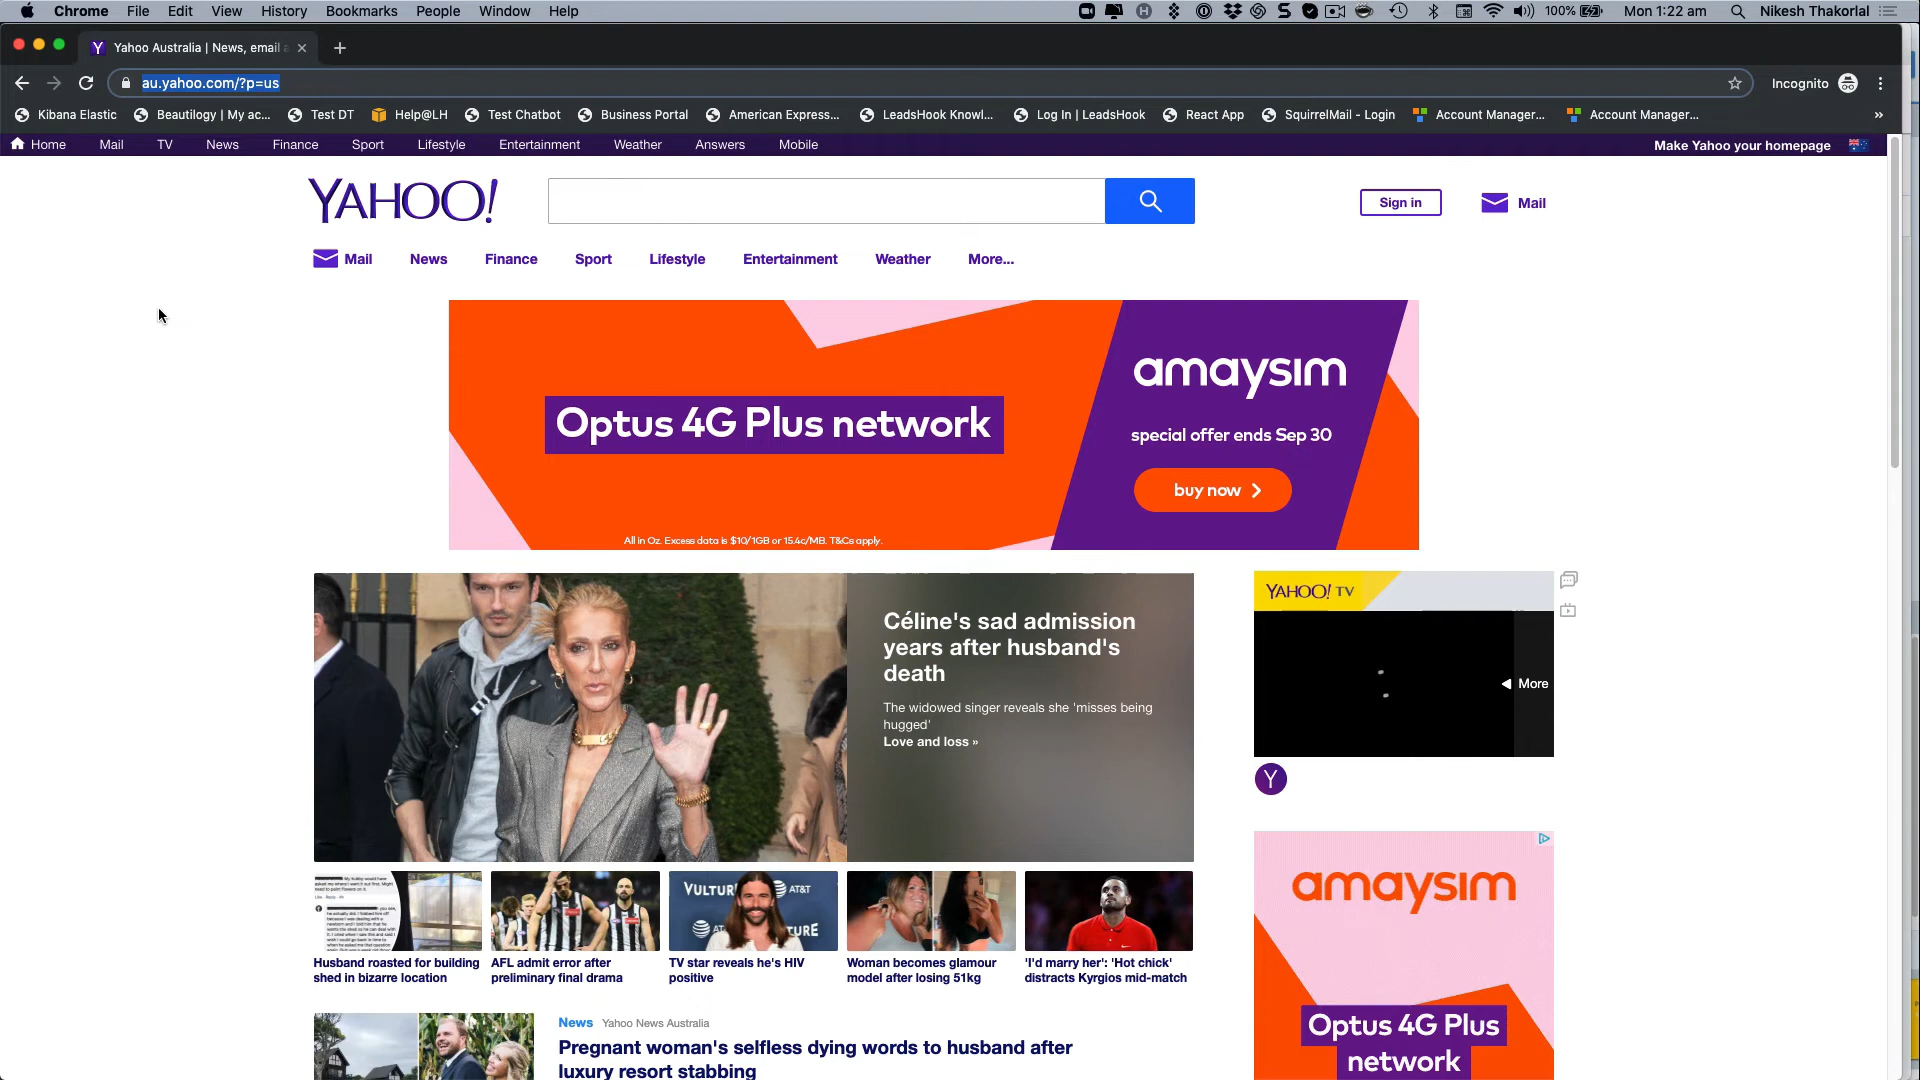 Chrome File Edit View History Bookmarks People Window Help 100% Mon 1:22 am Nikesh Thakorlal
Yahoo Australia | News, email a
au.yahoo.com/?p=us Incognito
Kibana Elastic Beautilogy | My ac... Test DT Help@LH Test Chatbot Business Portal American Express... LeadsHook Knowl... Log In | LeadsHook React App SquirrelMail - Login Account Manager... Account Manager... »
Home Mail TV News Finance Sport Lifestyle Entertainment Weather Answers Mobile Make Yahoo your homepage
YAHOO! Sign in Mail
Mail News Finance Sport Lifestyle Entertainment Weather More...
amaysim
Optus 4G Plus network
special offer ends Sep 30
buy now
All in Oz. Excess data is $10/1GB or 15.4c/MB. T&Cs apply.
Céline's sad admission
years after husband's
death
The widowed singer reveals she 'misses being
hugged'
Love and loss »
YAHOO! TV
More
Y
VULTUR AT&T
AT TURE
Husband roasted for building
shed in bizarre location
AFL admit error after
preliminary final drama
TV star reveals he's HIV
positive
Woman becomes glamour
model after losing 51kg
'I'd marry her': 'Hot chick'
distracts Kyrgios mid-match
amaysim
Optus 4G Plus
network
News Yahoo News Australia
Pregnant woman's selfless dying words to husband after
luxury resort stabbing